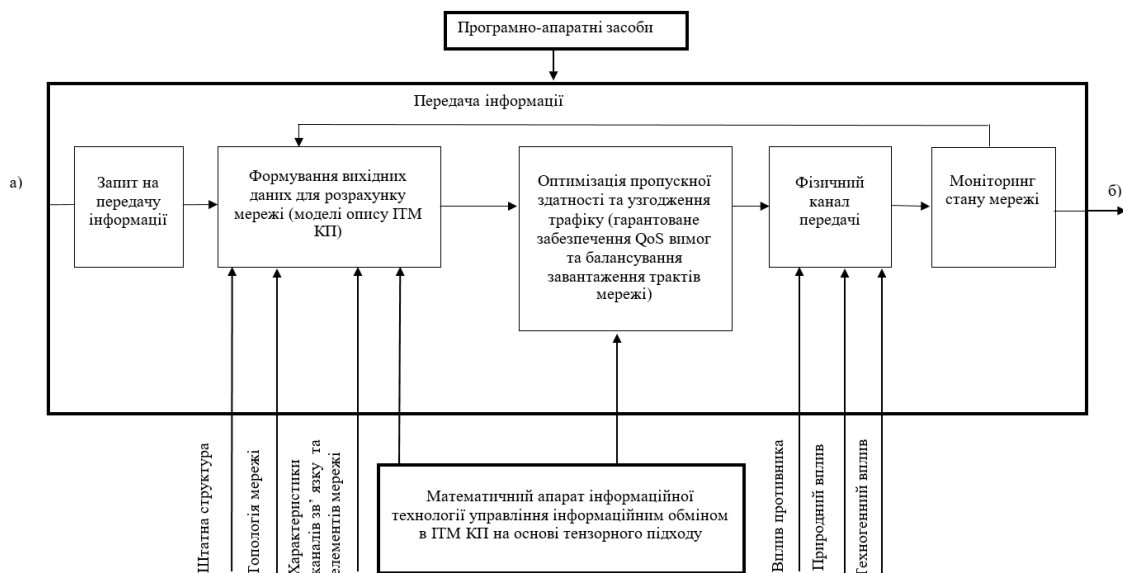 Програмно-апаратні засоби
Передача інформації
а)
Запит на
передачу
інформації
Формування вихідних
даних для розрахунку
мережі (моделі опису ІТМ
КП)
Оптимізація пропускної
здатності та узгодження
трафіку (гарантоване
забезпечення QoS вимог
та балансування
завантаження трактів
мережі)
Фізичний
канал
передачі
Моніторинг
стану мережі
б)
Штатна структура
Топологія мережі
Характеристики
каналів зв’ язку та
елементів мережі
Математичний апарат інформаційної
технології управління інформаційним обміном
в ІТМ КП на основі тензорного підходу
Вплив противника
Природний вплив
Техногенний вплив